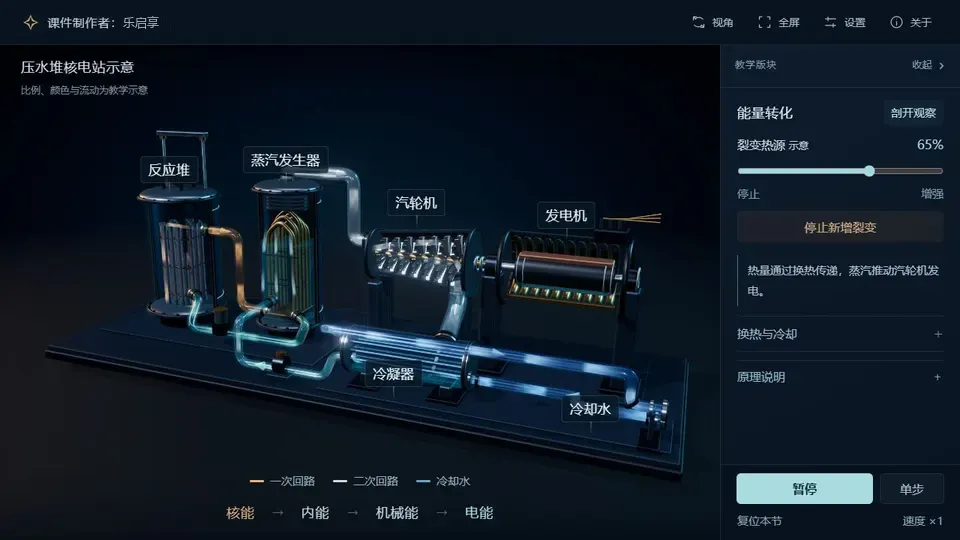 课件制作者：乐启享
视角
全屏
设置
关于
压水堆核电站示意
比例、颜色与流动为教学示意
反应堆
蒸汽发生器
汽轮机
发电机
冷凝器
冷却水
一次回路
二次回路
冷却水
核能 → 内能 → 机械能 → 电能
教学版块
收起 ›
能量转化
剖开观察
裂变热源 示意
65%
停止
增强
停止新增裂变
热量通过换热传递，蒸汽推动汽轮机发
电。
换热与冷却 +
原理说明 +
暂停
单步
复位本节
速度 ×1